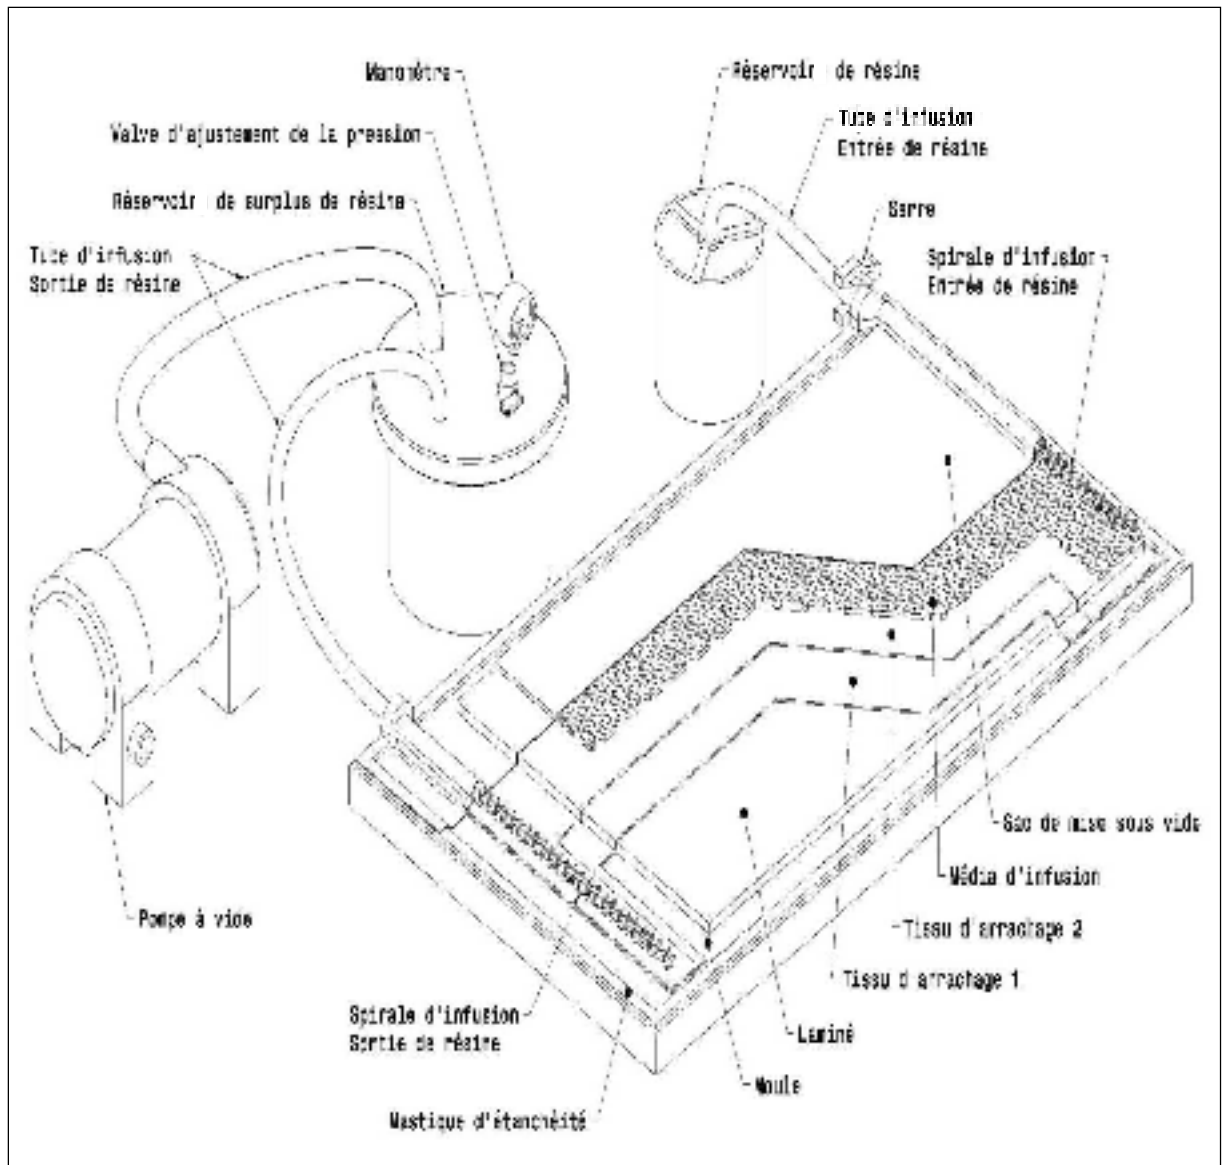 Manomètre
Réservoir de résine
Valve d'ajustement de la pression
Tube d'infusion
Entrée de résine
Réservoir de surplus de résine
Serre
Tube d'infusion
Sortie de résine
Spirale d'infusion
Entrée de résine
Sac de mise sous vide
Média d'infusion
Pompe à vide
Tissu d'arrachage 2
Tissu d'arrachage 1
Spirale d'infusion
Sortie de résine
Laminé
Moule
Mastique d'étanchéité